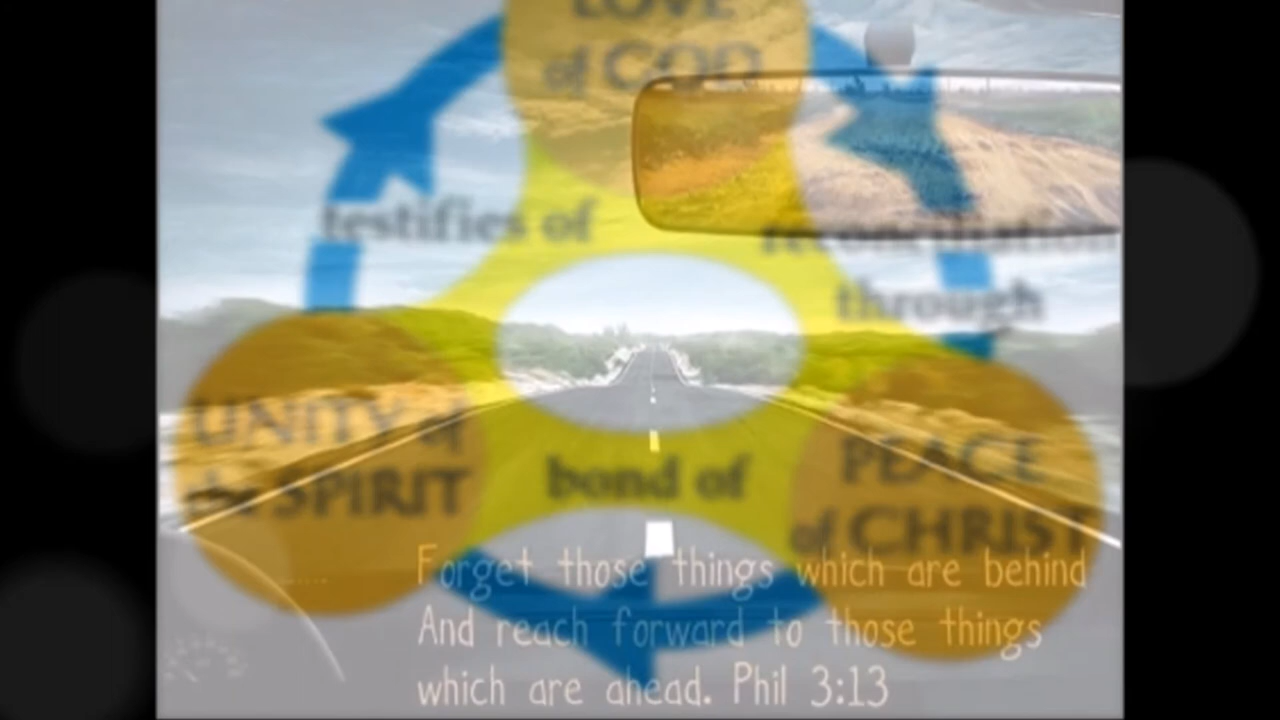 LOVE
of GOD
testifies of
reconciliation
through
UNITY of
the SPIRIT
bond of
PEACE
of CHRIST
Forget those things which are behind
And reach forward to those things
which are ahead. Phil 3:13